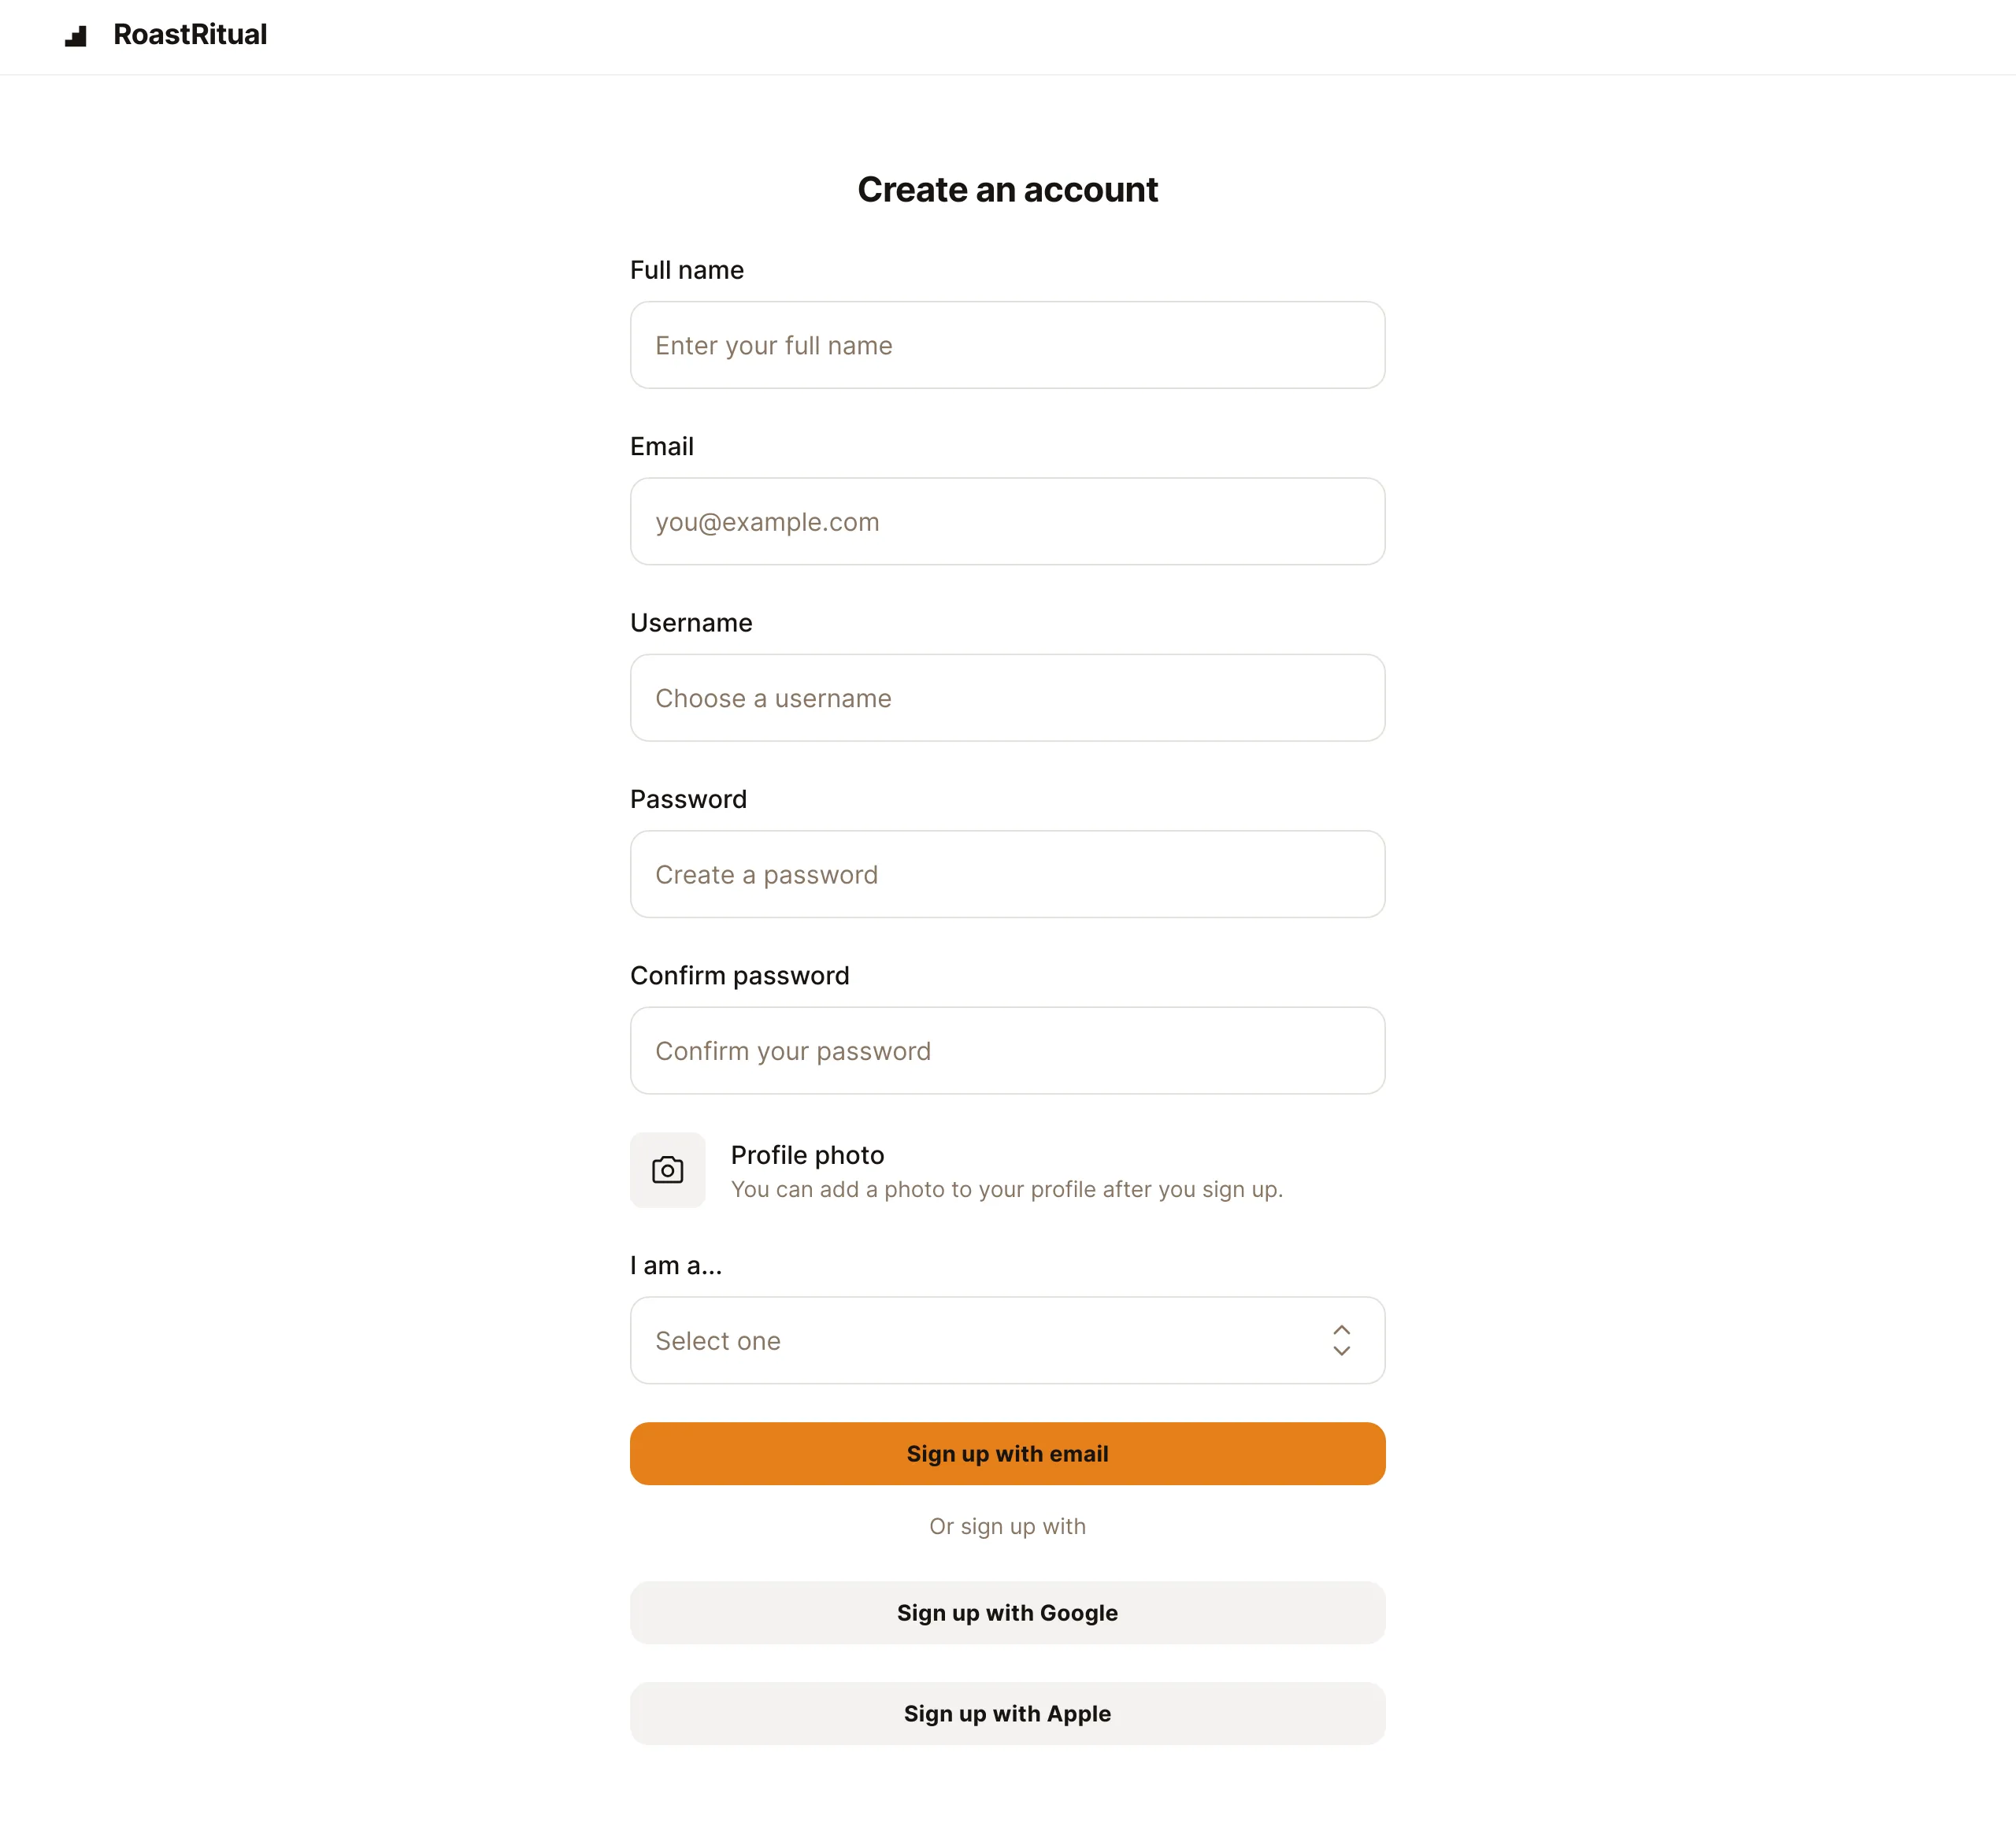 RoastRitual
Create an account
Full name
Enter your full name
Email
you@example.com
Username
Choose a username
Password
Create a password
Confirm password
Confirm your password
Profile photo
You can add a photo to your profile after you sign up.
I am a...
Select one
Sign up with email
Or sign up with
Sign up with Google
Sign up with Apple